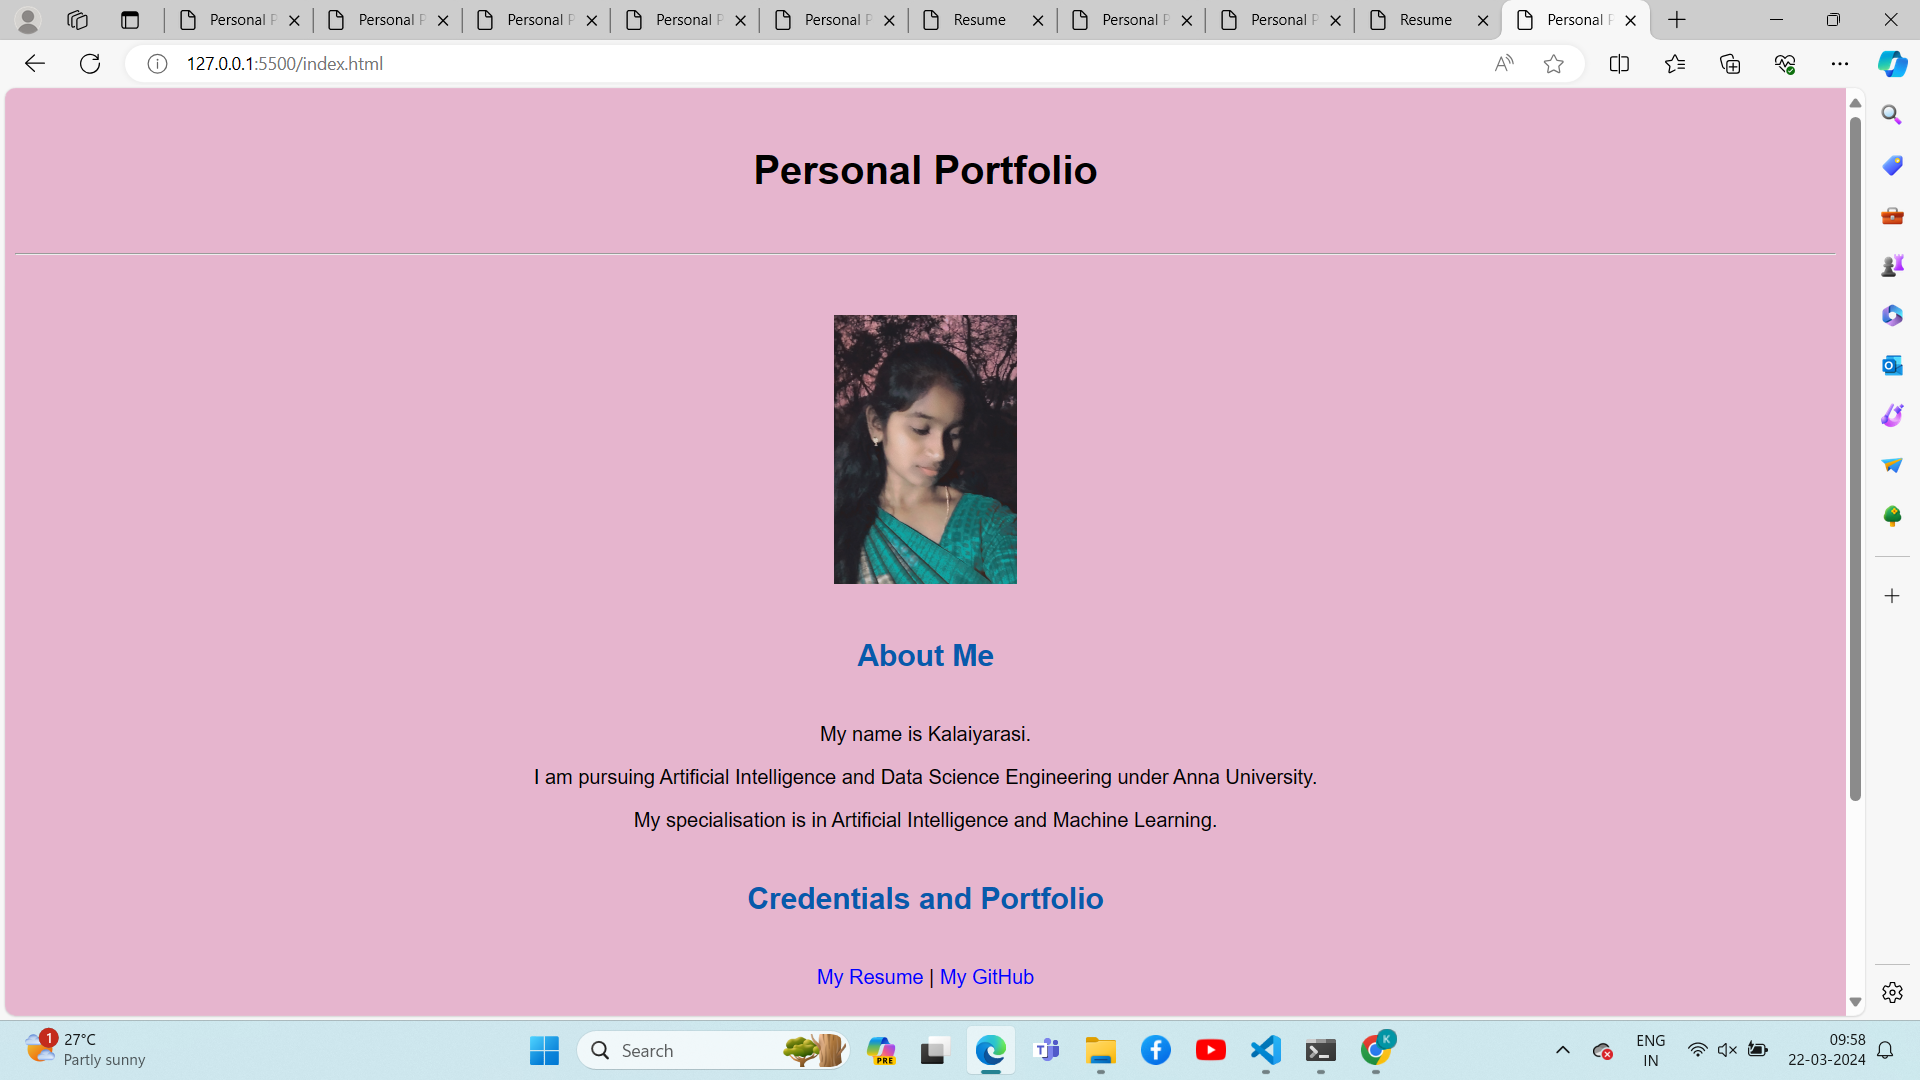 Personal P
Personal P
Personal P
Personal P
Personal P
Resume
Personal P
Personal P
Resume
Personal P
127.0.0.1:5500/index.html
Personal Portfolio
About Me
My name is Kalaiyarasi.
I am pursuing Artificial Intelligence and Data Science Engineering under Anna University.
My specialisation is in Artificial Intelligence and Machine Learning.
Credentials and Portfolio
My Resume | My GitHub
1
27°C
Partly sunny
Search
PRE
K
ENG
IN
09:58
22-03-2024